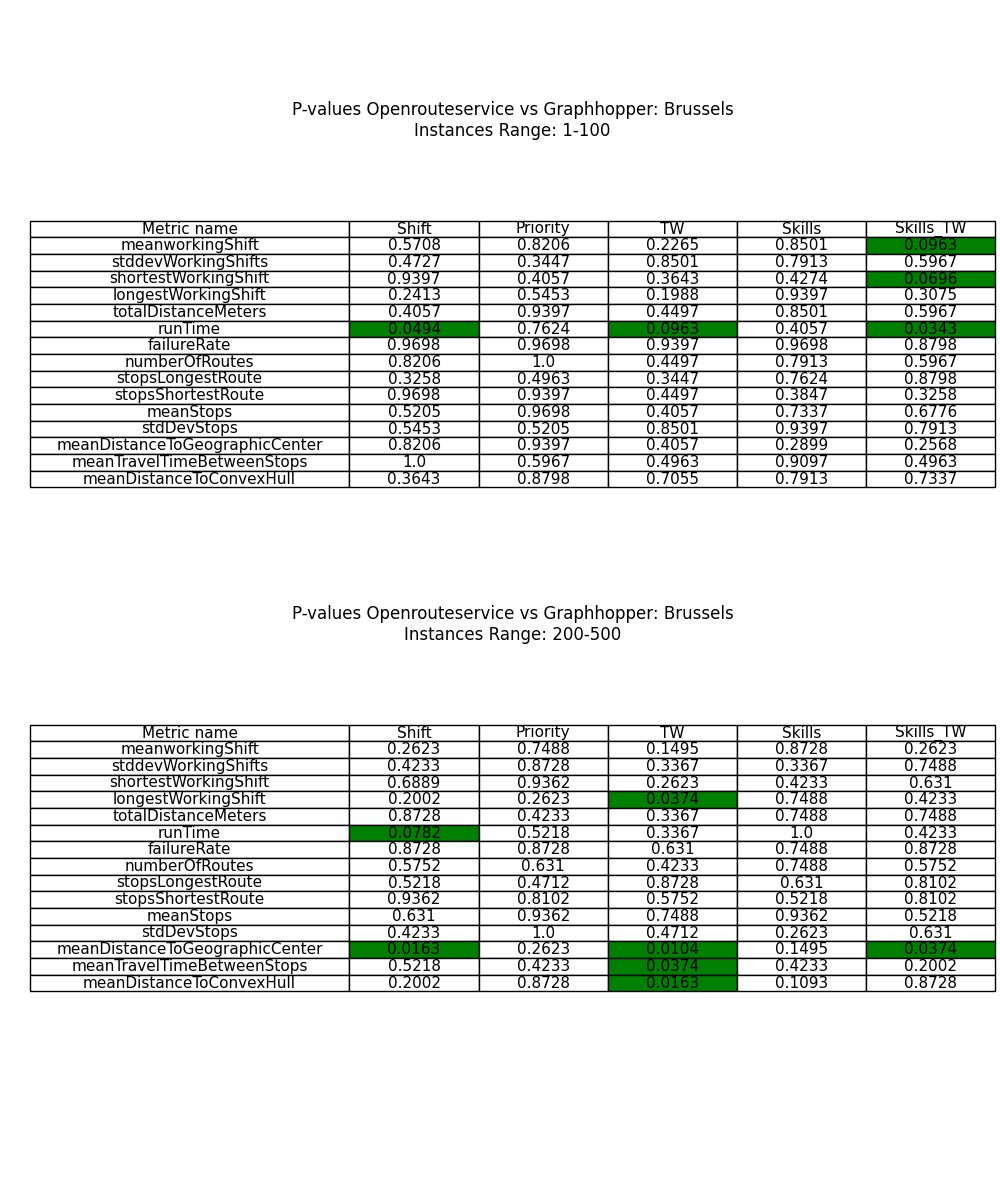 P-values Openrouteservice vs Graphhopper: Brussels
Instances Range: 1-100
Metric name Shift Priority TW Skills Skills_TW
meanworkingShift 0.5708 0.8206 0.2265 0.8501 0.0963
stddevWorkingShifts 0.4727 0.3447 0.8501 0.7913 0.5967
shortestWorkingShift 0.9397 0.4057 0.3643 0.4274 0.0696
longestWorkingShift 0.2413 0.5453 0.1988 0.9397 0.3075
totalDistanceMeters 0.4057 0.9397 0.4497 0.8501 0.5967
runTime 0.0494 0.7624 0.0963 0.4057 0.0343
failureRate 0.9698 0.9698 0.9397 0.9698 0.8798
numberOfRoutes 0.8206 1.0 0.4497 0.7913 0.5967
stopsLongestRoute 0.3258 0.4963 0.3447 0.7624 0.8798
stopsShortestRoute 0.9698 0.9397 0.4497 0.3847 0.3258
meanStops 0.5205 0.9698 0.4057 0.7337 0.6776
stdDevStops 0.5453 0.5205 0.8501 0.9397 0.7913
meanDistanceToGeographicCenter 0.8206 0.9397 0.4057 0.2899 0.2568
meanTravelTimeBetweenStops 1.0 0.5967 0.4963 0.9097 0.4963
meanDistanceToConvexHull 0.3643 0.8798 0.7055 0.7913 0.7337
P-values Openrouteservice vs Graphhopper: Brussels
Instances Range: 200-500
Metric name Shift Priority TW Skills Skills_TW
meanworkingShift 0.2623 0.7488 0.1495 0.8728 0.2623
stddevWorkingShifts 0.4233 0.8728 0.3367 0.3367 0.7488
shortestWorkingShift 0.6889 0.9362 0.2623 0.4233 0.631
longestWorkingShift 0.2002 0.2623 0.0374 0.7488 0.4233
totalDistanceMeters 0.8728 0.4233 0.3367 0.7488 0.7488
runTime 0.0782 0.5218 0.3367 1.0 0.4233
failureRate 0.8728 0.8728 0.631 0.7488 0.8728
numberOfRoutes 0.5752 0.631 0.4233 0.7488 0.5752
stopsLongestRoute 0.5218 0.4712 0.8728 0.631 0.8102
stopsShortestRoute 0.9362 0.8102 0.5752 0.5218 0.8102
meanStops 0.631 0.9362 0.7488 0.9362 0.5218
stdDevStops 0.4233 1.0 0.4712 0.2623 0.631
meanDistanceToGeographicCenter 0.0163 0.2623 0.0104 0.1495 0.0374
meanTravelTimeBetweenStops 0.5218 0.4233 0.0374 0.4233 0.2002
meanDistanceToConvexHull 0.2002 0.8728 0.0163 0.1093 0.8728